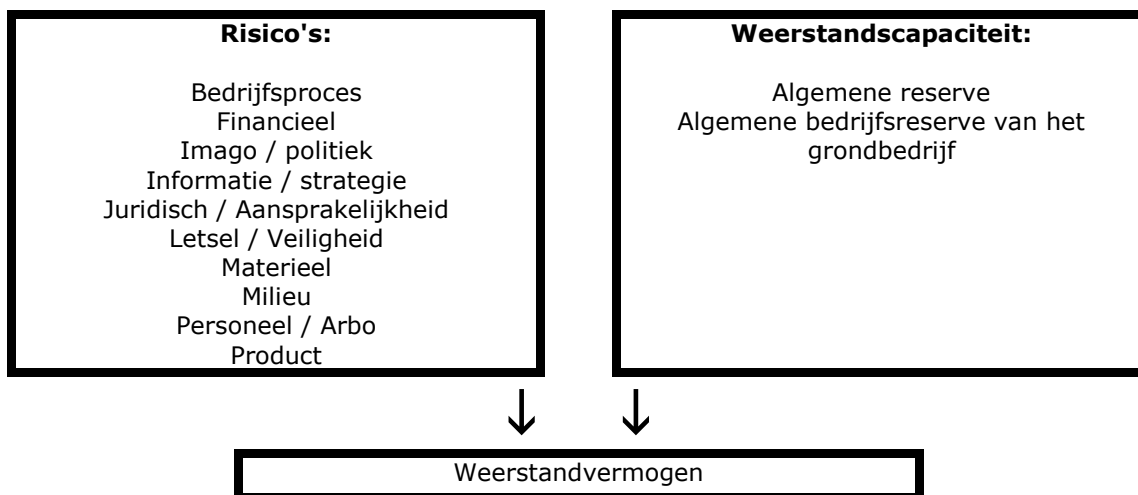 Risico's:
Bedrijfsproces
Financieel
Imago / politiek
Informatie / strategie
Juridisch / Aansprakelijkheid
Letsel / Veiligheid
Materieel
Milieu
Personeel / Arbo
Product
Weerstandscapaciteit:
Algemene reserve
Algemene bedrijfsreserve van het
grondbedrijf
Weerstandvermogen